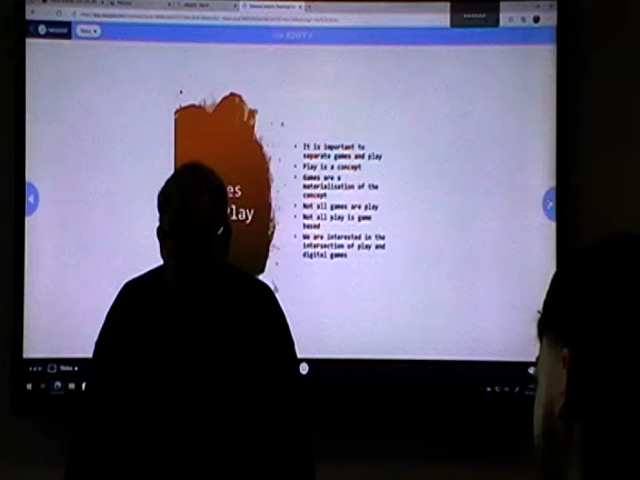 es
Play
• It is important to
separate games and play
• Play is a concept
• Games are a
materialisation of the
concept
• Not all games are play
• Not all play is game
based
• We are interested in the
intersection of play and
digital games